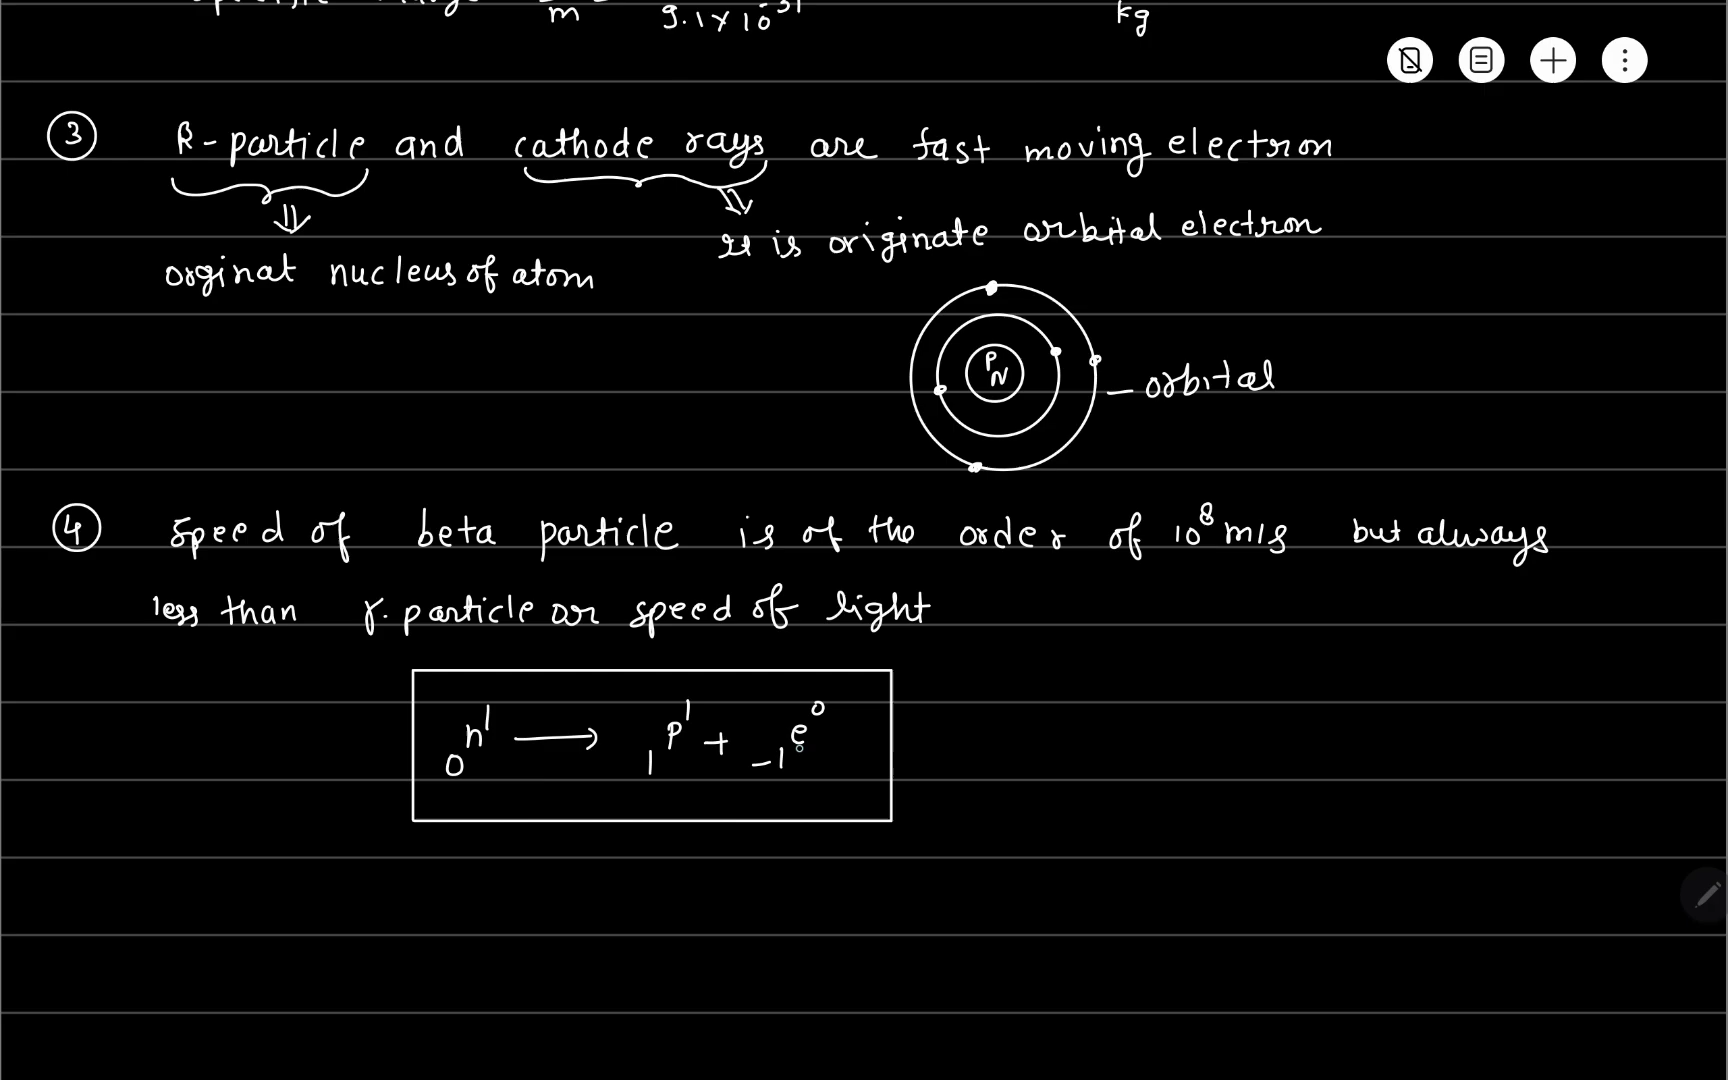 m 9.1 x 10⁻³¹ kg
③ β-particle and cathode rays are fast moving electron
It is originate orbital electron
orginat nucleus of atom
P
N
– orbital
④ Speed of beta particle is of the order of 10⁸ m/s but always
less than γ. particle or speed of light
₀n¹ ⟶ ₁P¹ + ₋₁e⁰